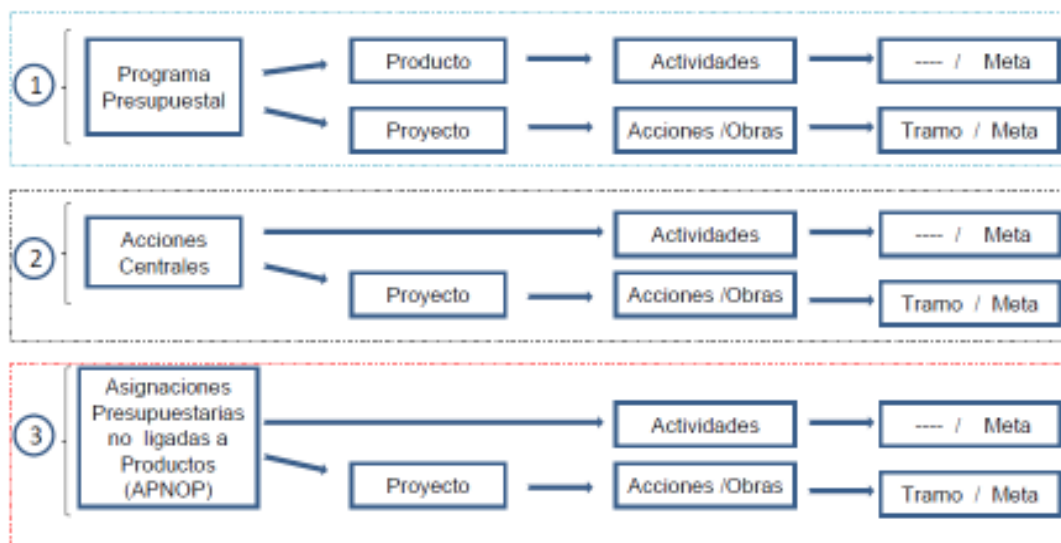 1
Programa
Presupuestal
Producto
Actividades
---- / Meta
Proyecto
Acciones /Obras
Tramo / Meta
2
Acciones
Centrales
Actividades
---- / Meta
Proyecto
Acciones /Obras
Tramo / Meta
3
Asignaciones
Presupuestarias
no ligadas a
Productos
(APNOP)
Actividades
---- / Meta
Proyecto
Acciones /Obras
Tramo / Meta